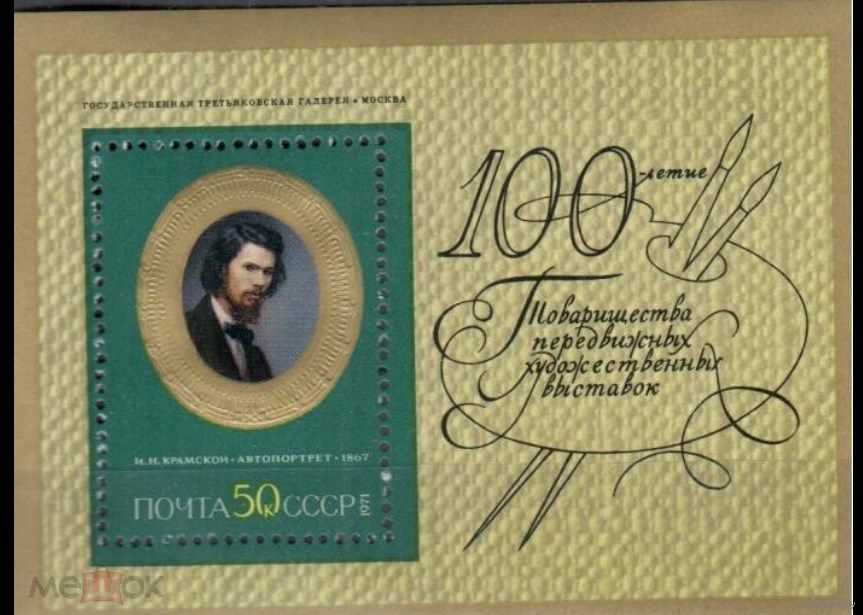 ГОСУДАРСТВЕННАЯ ТРЕТЬЯКОВСКАЯ ГАЛЕРЕЯ • МОСКВА
100-летие
Товарищества
передвижных
художественных
выставок
И. Н. КРАМСКОЙ • АВТОПОРТРЕТ • 1867
ПОЧТА 50к СССР 1971
мешок